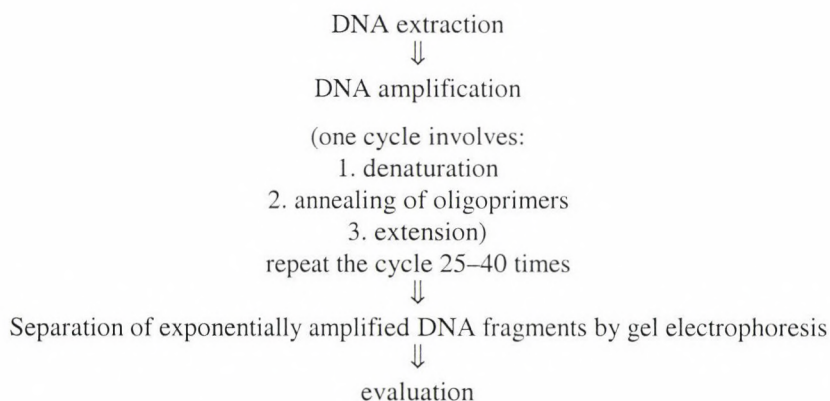 DNA extraction
⇓
DNA amplification
(one cycle involves:
1. denaturation
2. annealing of oligoprimers
3. extension)
repeat the cycle 25–40 times
⇓
Separation of exponentially amplified DNA fragments by gel electrophoresis
⇓
evaluation